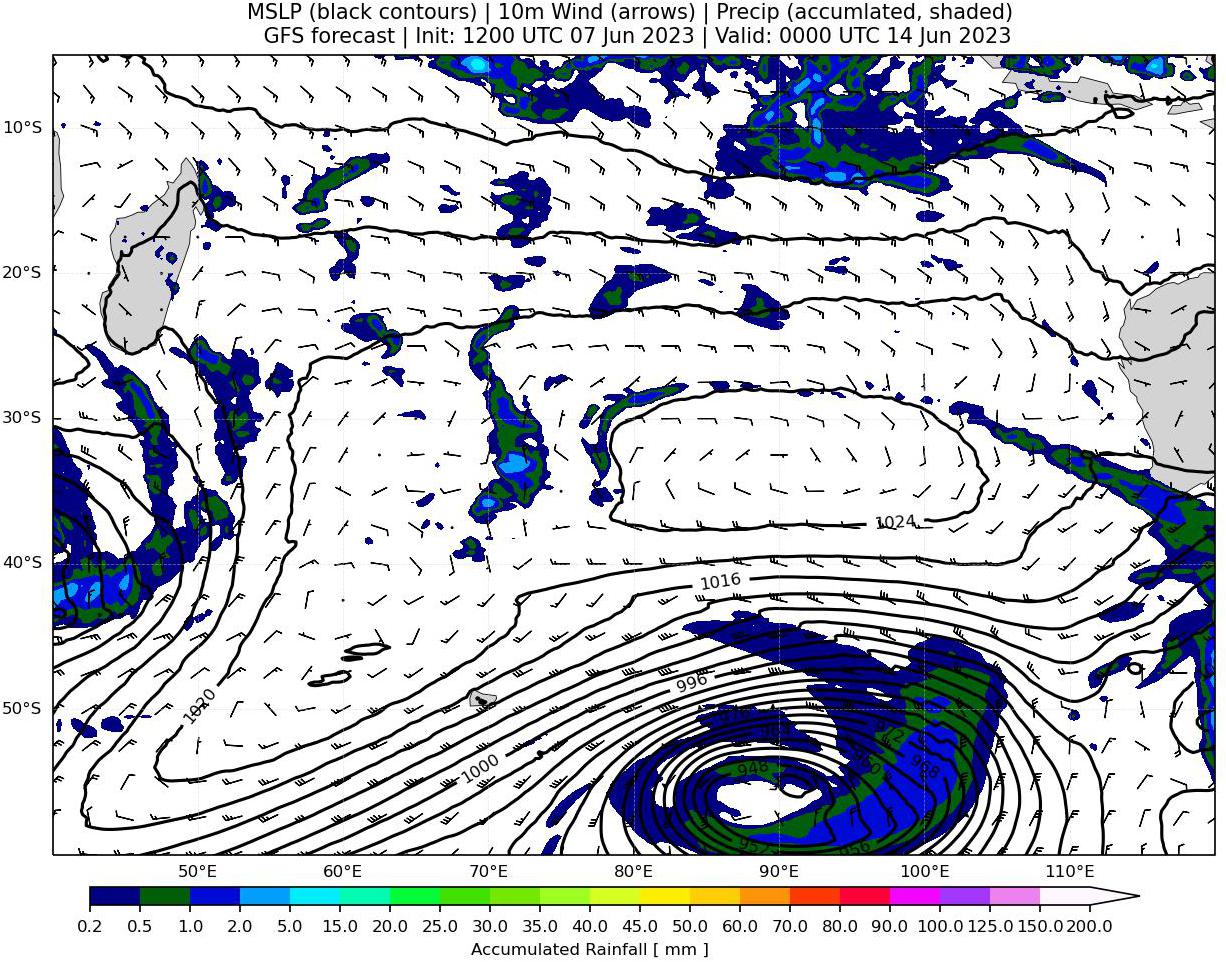 MSLP (black contours) | 10m Wind (arrows) | Precip (accumlated, shaded)
GFS forecast | Init: 1200 UTC 07 Jun 2023 | Valid: 0000 UTC 14 Jun 2023
10°S
20°S
30°S
1024
40°S
1016
996
1020
50°S
972
1000
948
960
968
952
956
50°E 60°E 70°E 80°E 90°E 100°E 110°E
0.2 0.5 1.0 2.0 5.0 10.0 15.0 20.0 25.0 30.0 35.0 40.0 45.0 50.0 60.0 70.0 80.0 90.0 100.0 125.0 150.0 200.0
Accumulated Rainfall [ mm ]